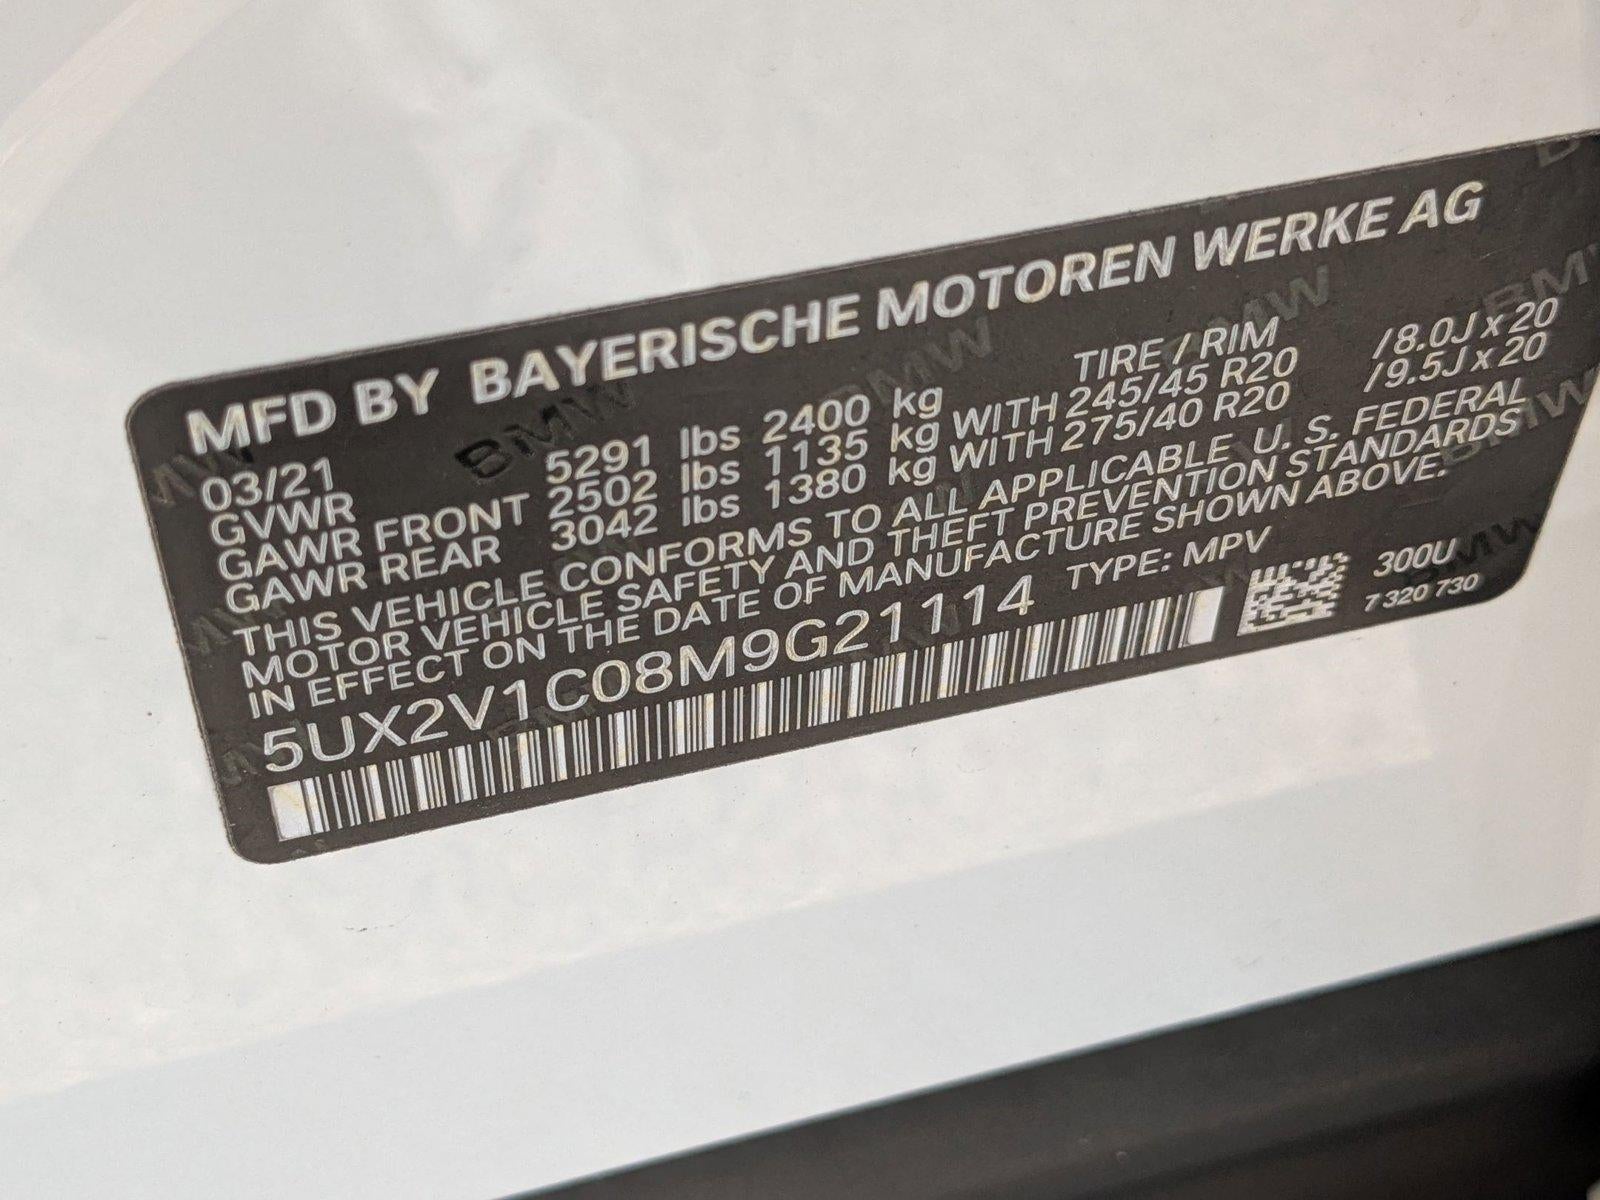 MFD BY BAYERISCHE MOTOREN WERKE AG
03/21 TIRE / RIM
GVWR 5291 lbs 2400 kg
GAWR FRONT 2502 lbs 1135 kg WITH 245/45 R20 /8.0J x 20
GAWR REAR 3042 lbs 1380 kg WITH 275/40 R20 /9.5J x 20
THIS VEHICLE CONFORMS TO ALL APPLICABLE U. S. FEDERAL
MOTOR VEHICLE SAFETY AND THEFT PREVENTION STANDARDS
IN EFFECT ON THE DATE OF MANUFACTURE SHOWN ABOVE.
5UX2V1C08M9G21114 TYPE: MPV
300U
7 320 730